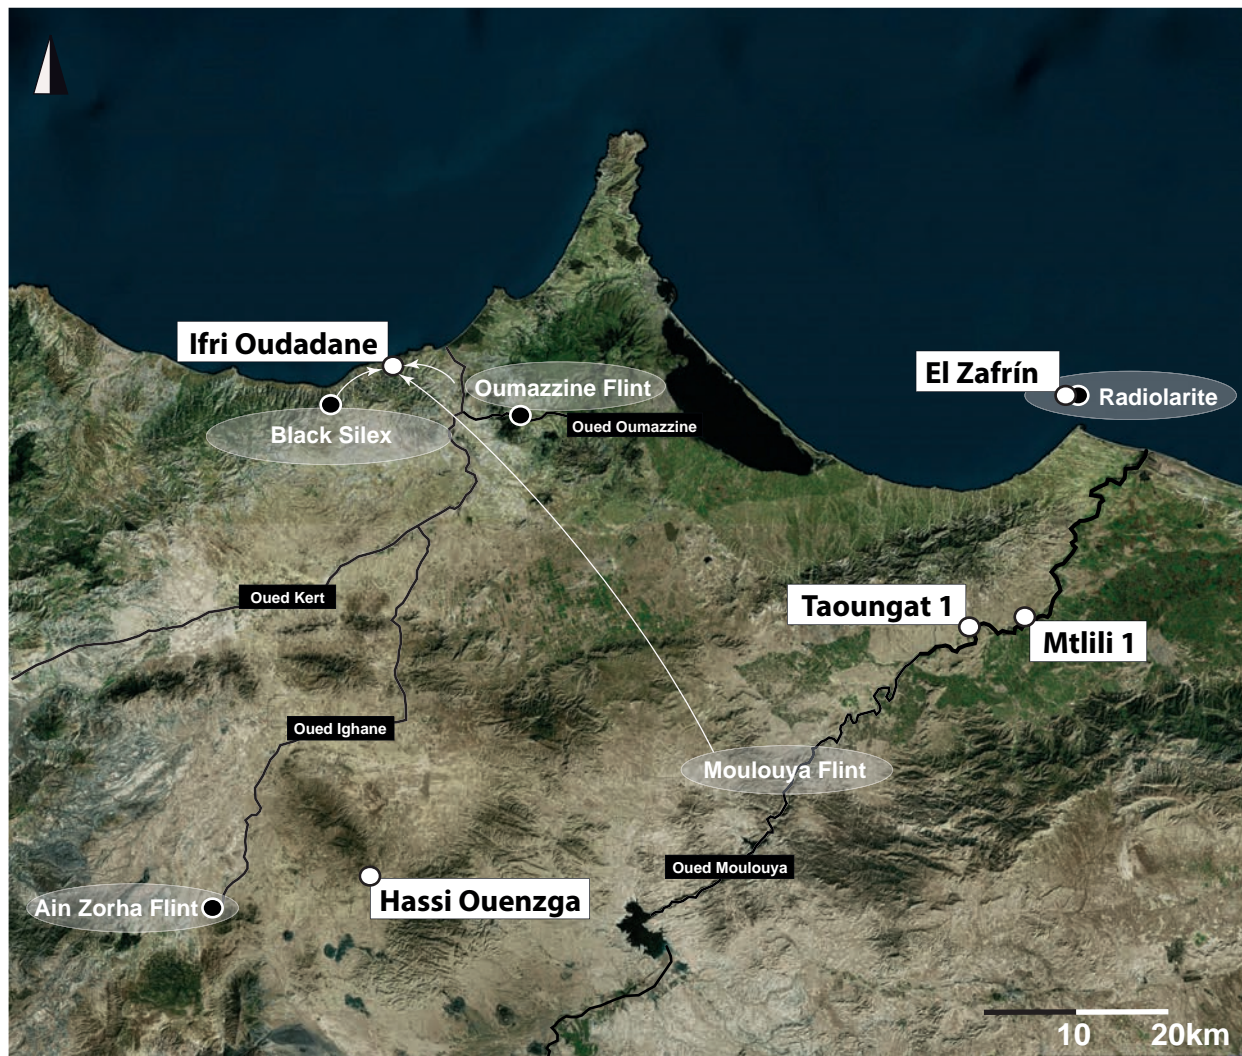 Ifri Oudadane
El Zafrín
Oumazzine Flint
Radiolarite
Oued Oumazzine
Black Silex
Oued Kert
Taoungat 1
Mtlili 1
Oued Ighane
Moulouya Flint
Oued Moulouya
Hassi Ouenzga
Ain Zorha Flint
10 20km